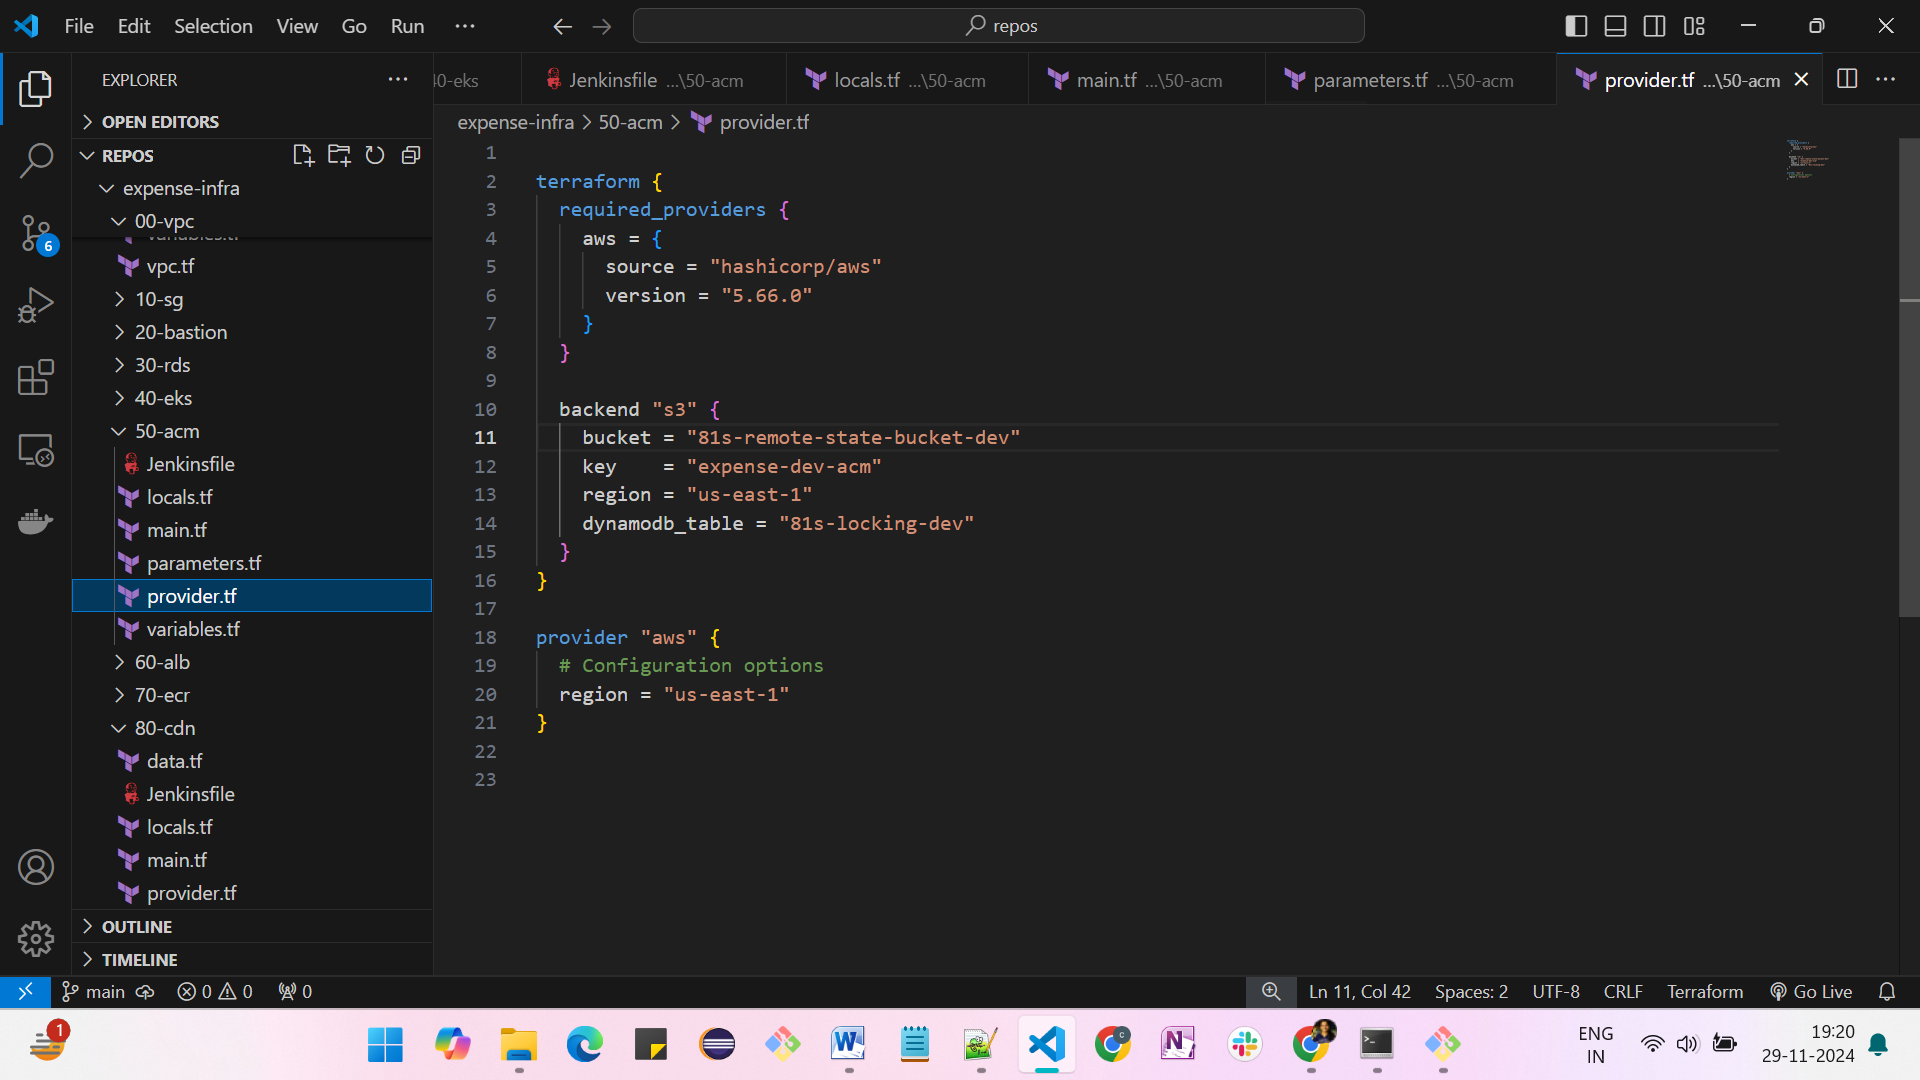 File Edit Selection View Go Run ···
repos
EXPLORER
OPEN EDITORS
REPOS
expense-infra
00-vpc
variables.tf
vpc.tf
10-sg
20-bastion
30-rds
40-eks
50-acm
Jenkinsfile
locals.tf
main.tf
parameters.tf
provider.tf
variables.tf
60-alb
70-ecr
80-cdn
data.tf
Jenkinsfile
locals.tf
main.tf
provider.tf
OUTLINE
TIMELINE
6
40-eks
Jenkinsfile ...\50-acm
locals.tf ...\50-acm
main.tf ...\50-acm
parameters.tf ...\50-acm
provider.tf ...\50-acm
expense-infra > 50-acm > provider.tf
1
2 terraform {
3 required_providers {
4 aws = {
5 source = "hashicorp/aws"
6 version = "5.66.0"
7 }
8 }
9
10 backend "s3" {
11 bucket = "81s-remote-state-bucket-dev"
12 key    = "expense-dev-acm"
13 region = "us-east-1"
14 dynamodb_table = "81s-locking-dev"
15 }
16 }
17
18 provider "aws" {
19 # Configuration options
20 region = "us-east-1"
21 }
22
23
main 0 0 0
Ln 11, Col 42 Spaces: 2 UTF-8 CRLF Terraform Go Live
1
ENG
IN
19:20
29-11-2024